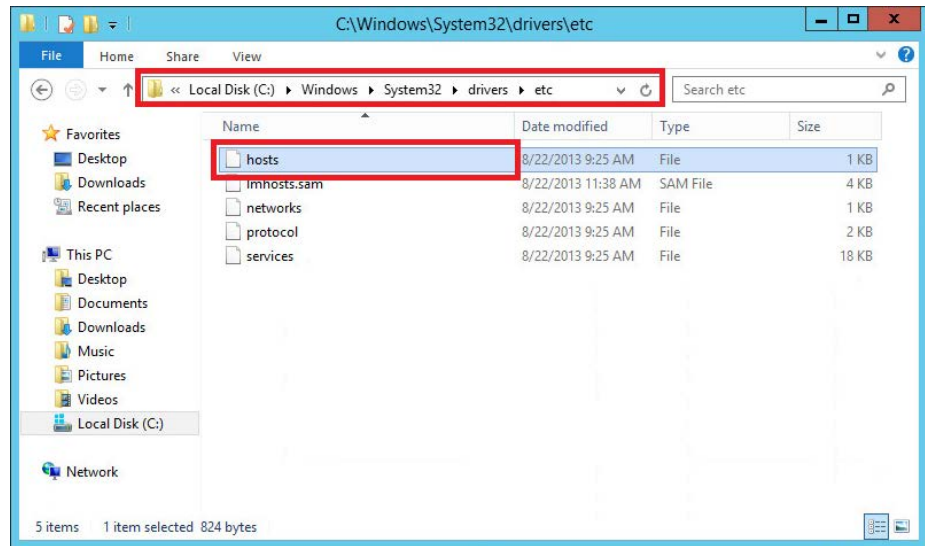 C:\Windows\System32\drivers\etc
File Home Share View
« Local Disk (C:) Windows System32 drivers etc Search etc
Name Date modified Type Size
Favorites
Desktop
Downloads
Recent places
This PC
Desktop
Documents
Downloads
Music
Pictures
Videos
Local Disk (C:)
Network
hosts 8/22/2013 9:25 AM File 1 KB
lmhosts.sam 8/22/2013 11:38 AM SAM File 4 KB
networks 8/22/2013 9:25 AM File 1 KB
protocol 8/22/2013 9:25 AM File 2 KB
services 8/22/2013 9:25 AM File 18 KB
5 items 1 item selected 824 bytes